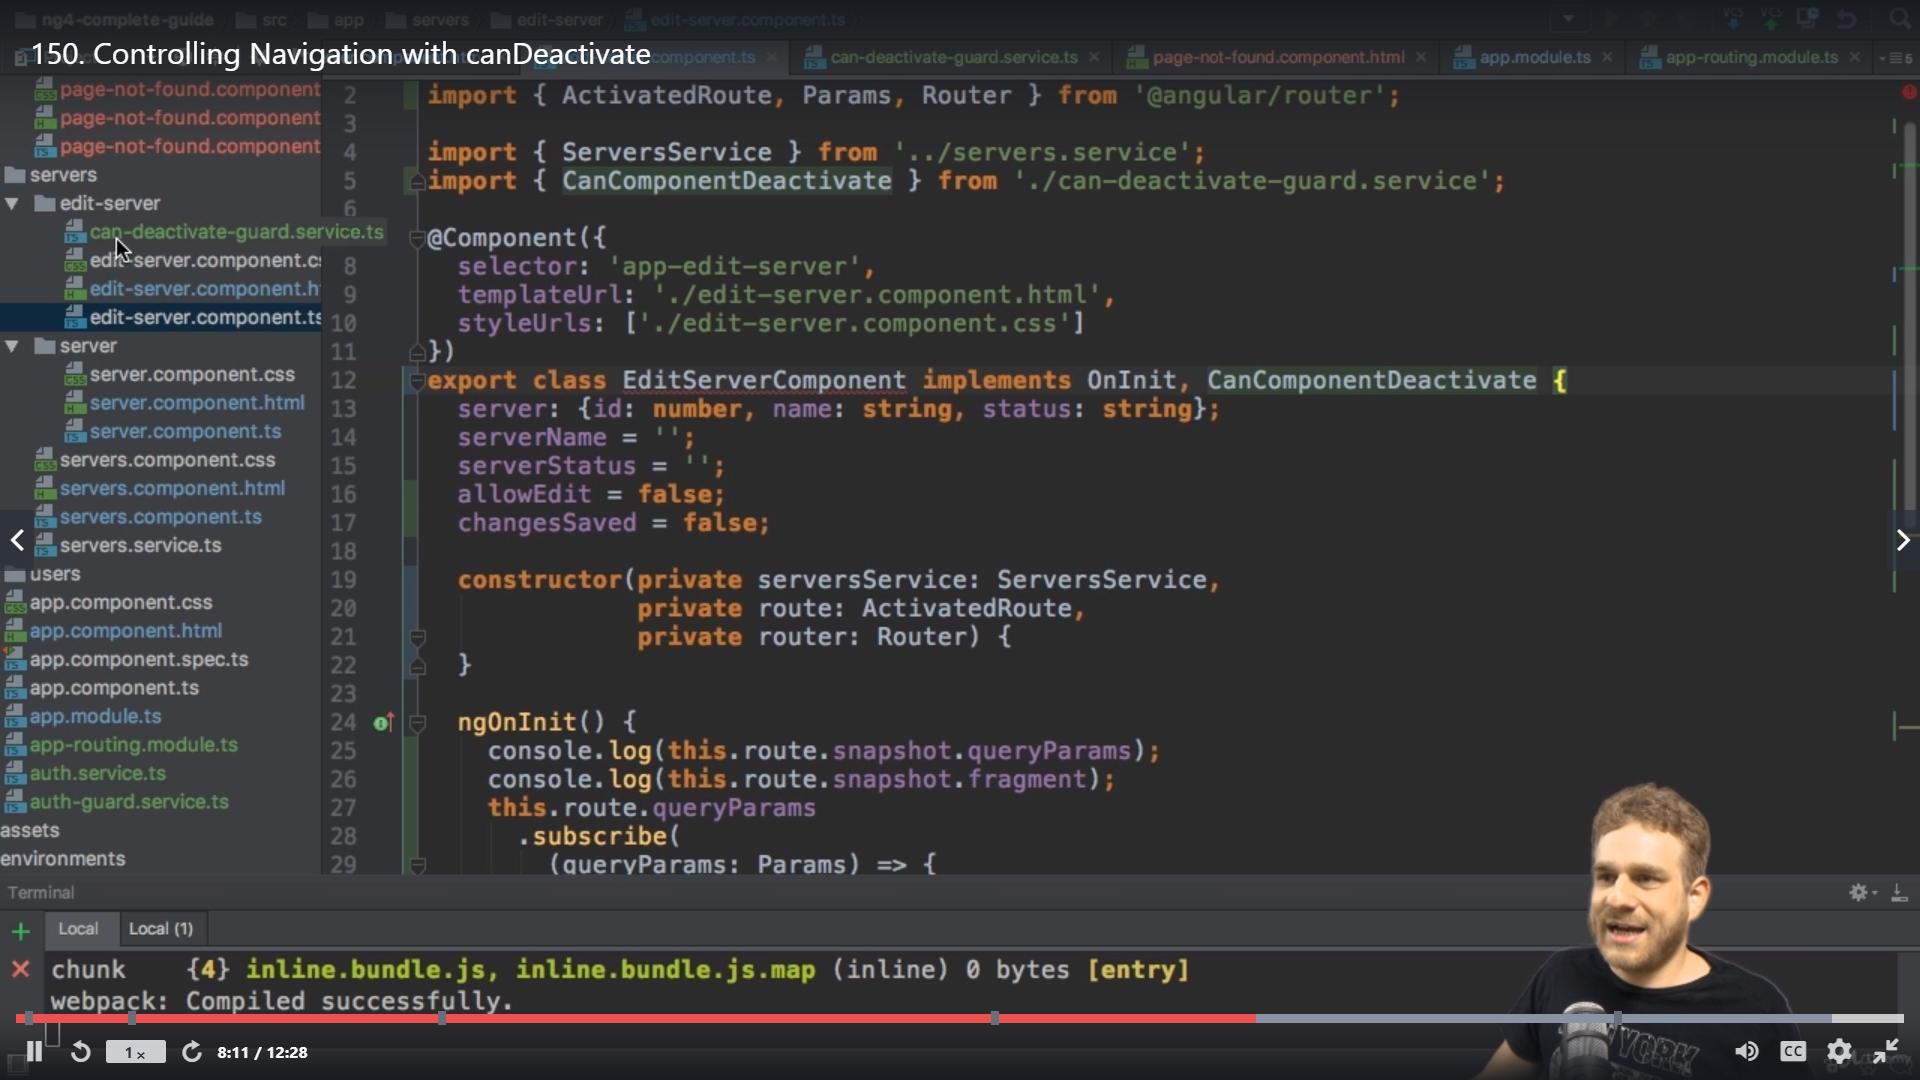 ng4-complete-guide src app servers edit-server edit-server.component.ts
150. Controlling Navigation with canDeactivate
component.ts can-deactivate-guard.service.ts page-not-found.component.html app.module.ts app-routing.module.ts 5
page-not-found.component
page-not-found.component
page-not-found.component
servers
edit-server
can-deactivate-guard.service.ts
edit-server.component.cs
edit-server.component.h
edit-server.component.ts
server
server.component.css
server.component.html
server.component.ts
servers.component.css
servers.component.html
servers.component.ts
servers.service.ts
users
app.component.css
app.component.html
app.component.spec.ts
app.component.ts
app.module.ts
app-routing.module.ts
auth.service.ts
auth-guard.service.ts
assets
environments
2 import { ActivatedRoute, Params, Router } from '@angular/router';
3
4 import { ServersService } from '../servers.service';
5 import { CanComponentDeactivate } from './can-deactivate-guard.service';
6
@Component({
8 selector: 'app-edit-server',
9 templateUrl: './edit-server.component.html',
10 styleUrls: ['./edit-server.component.css']
11 })
12 export class EditServerComponent implements OnInit, CanComponentDeactivate {
13 server: {id: number, name: string, status: string};
14 serverName = '';
15 serverStatus = '';
16 allowEdit = false;
17 changesSaved = false;
18
19 constructor(private serversService: ServersService,
20 private route: ActivatedRoute,
21 private router: Router) {
22 }
23
24 ngOnInit() {
25 console.log(this.route.snapshot.queryParams);
26 console.log(this.route.snapshot.fragment);
27 this.route.queryParams
28 .subscribe(
29 (queryParams: Params) => {
Terminal
Local Local (1)
chunk {4} inline.bundle.js, inline.bundle.js.map (inline) 0 bytes [entry]
webpack: Compiled successfully.
1 x 8:11 / 12:28 CC
YORK